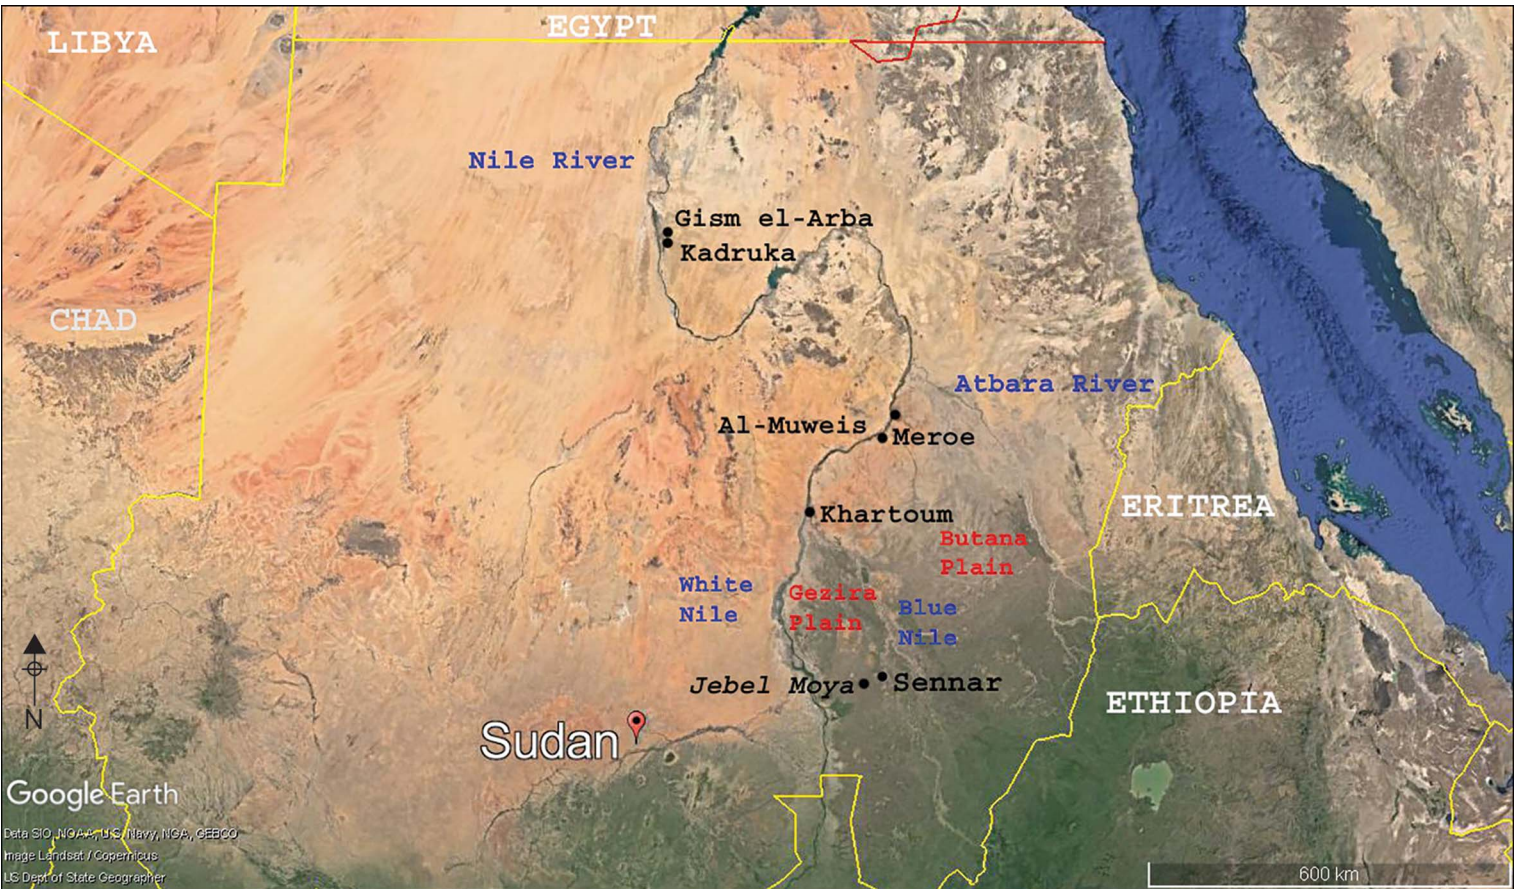 LIBYA
EGYPT
Nile River
Gism el-Arba
Kadruka
CHAD
Atbara River
Al-Muweis
Meroe
ERITREA
Khartoum
Butana
Plain
White
Nile
Gezira
Plain
Blue
Nile
Jebel Moya
Sennar
ETHIOPIA
N
Sudan
Google Earth
Data SIO, NOAA, U.S. Navy, NGA, GEBCO
Image Landsat / Copernicus
US Dept of State Geographer
600 km